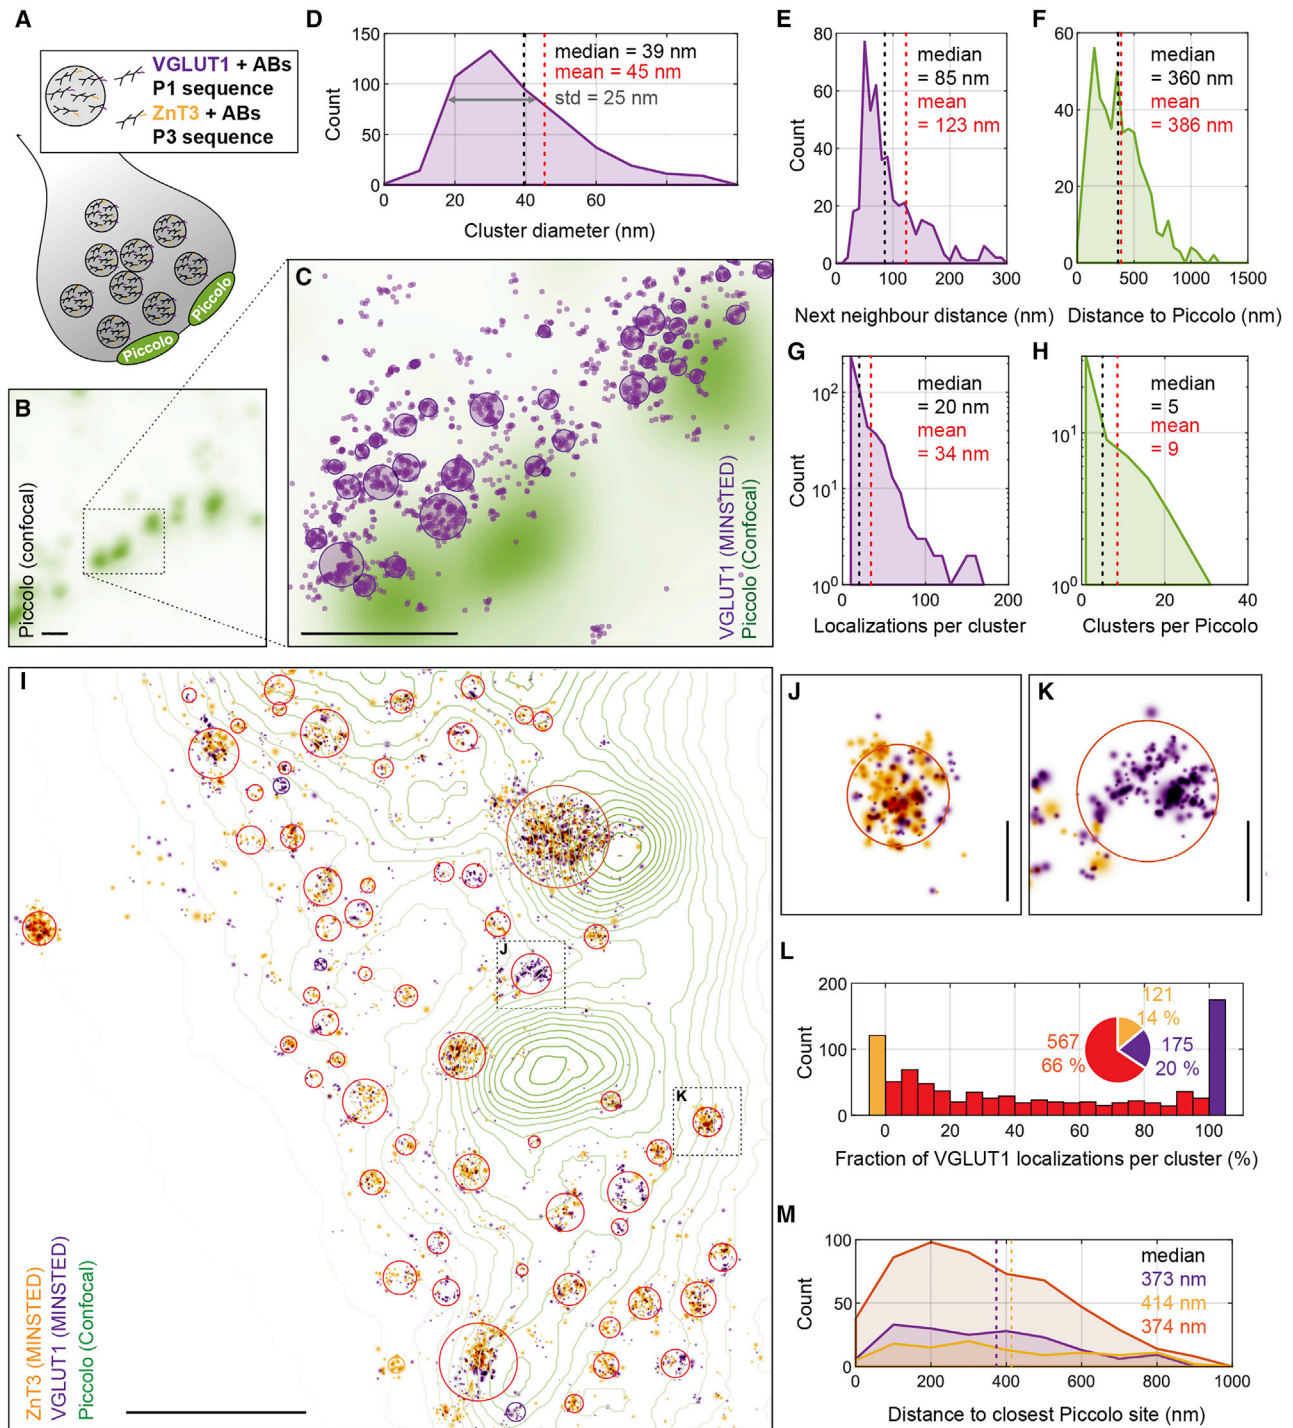 A
VGLUT1 + ABs
P1 sequence
ZnT3 + ABs
P3 sequence
Piccolo
Piccolo
B
Piccolo (confocal)
C
VGLUT1 (MINSTED)
Piccolo (Confocal)
D
150
100
50
0
Count
0
20
40
60
Cluster diameter (nm)
median = 39 nm
mean = 45 nm
std = 25 nm
E
80
60
40
20
0
Count
0
100
200
300
Next neighbour distance (nm)
median
= 85 nm
mean
= 123 nm
F
60
40
20
0
0
500
1000
1500
Distance to Piccolo (nm)
median
= 360 nm
mean
= 386 nm
G
10²
10¹
10⁰
Count
0
100
200
Localizations per cluster
median
= 20 nm
mean
= 34 nm
H
10¹
10⁰
0
20
40
Clusters per Piccolo
median
= 5
mean
= 9
I
J
K
ZnT3 (MINSTED)
VGLUT1 (MINSTED)
Piccolo (Confocal)
J
K
L
200
100
0
Count
0
20
40
60
80
100
Fraction of VGLUT1 localizations per cluster (%)
121
14 %
567
66 %
175
20 %
M
100
50
0
Count
0
200
400
600
800
1000
Distance to closest Piccolo site (nm)
median
373 nm
414 nm
374 nm